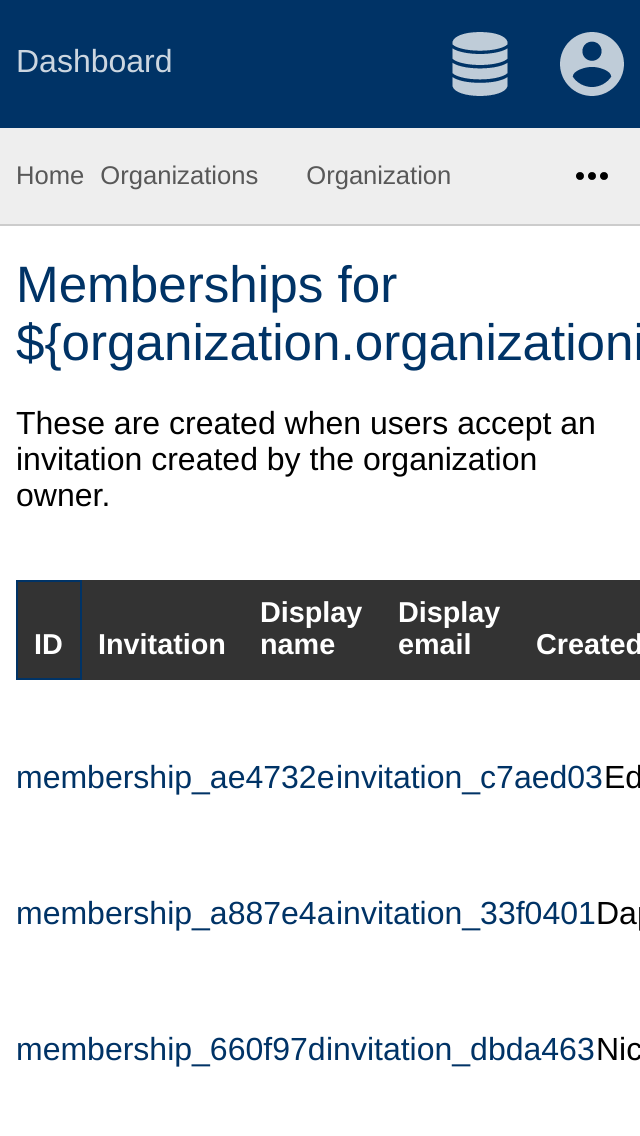 Dashboard
Home Organizations Organization
Memberships for
${organization.organizationi
These are created when users accept an
invitation created by the organization
owner.
ID Invitation Display name Display email Created
membership_ae4732e invitation_c7aed03 Ed
membership_a887e4a invitation_33f0401 Dap
membership_660f97d invitation_dbda463 Nic